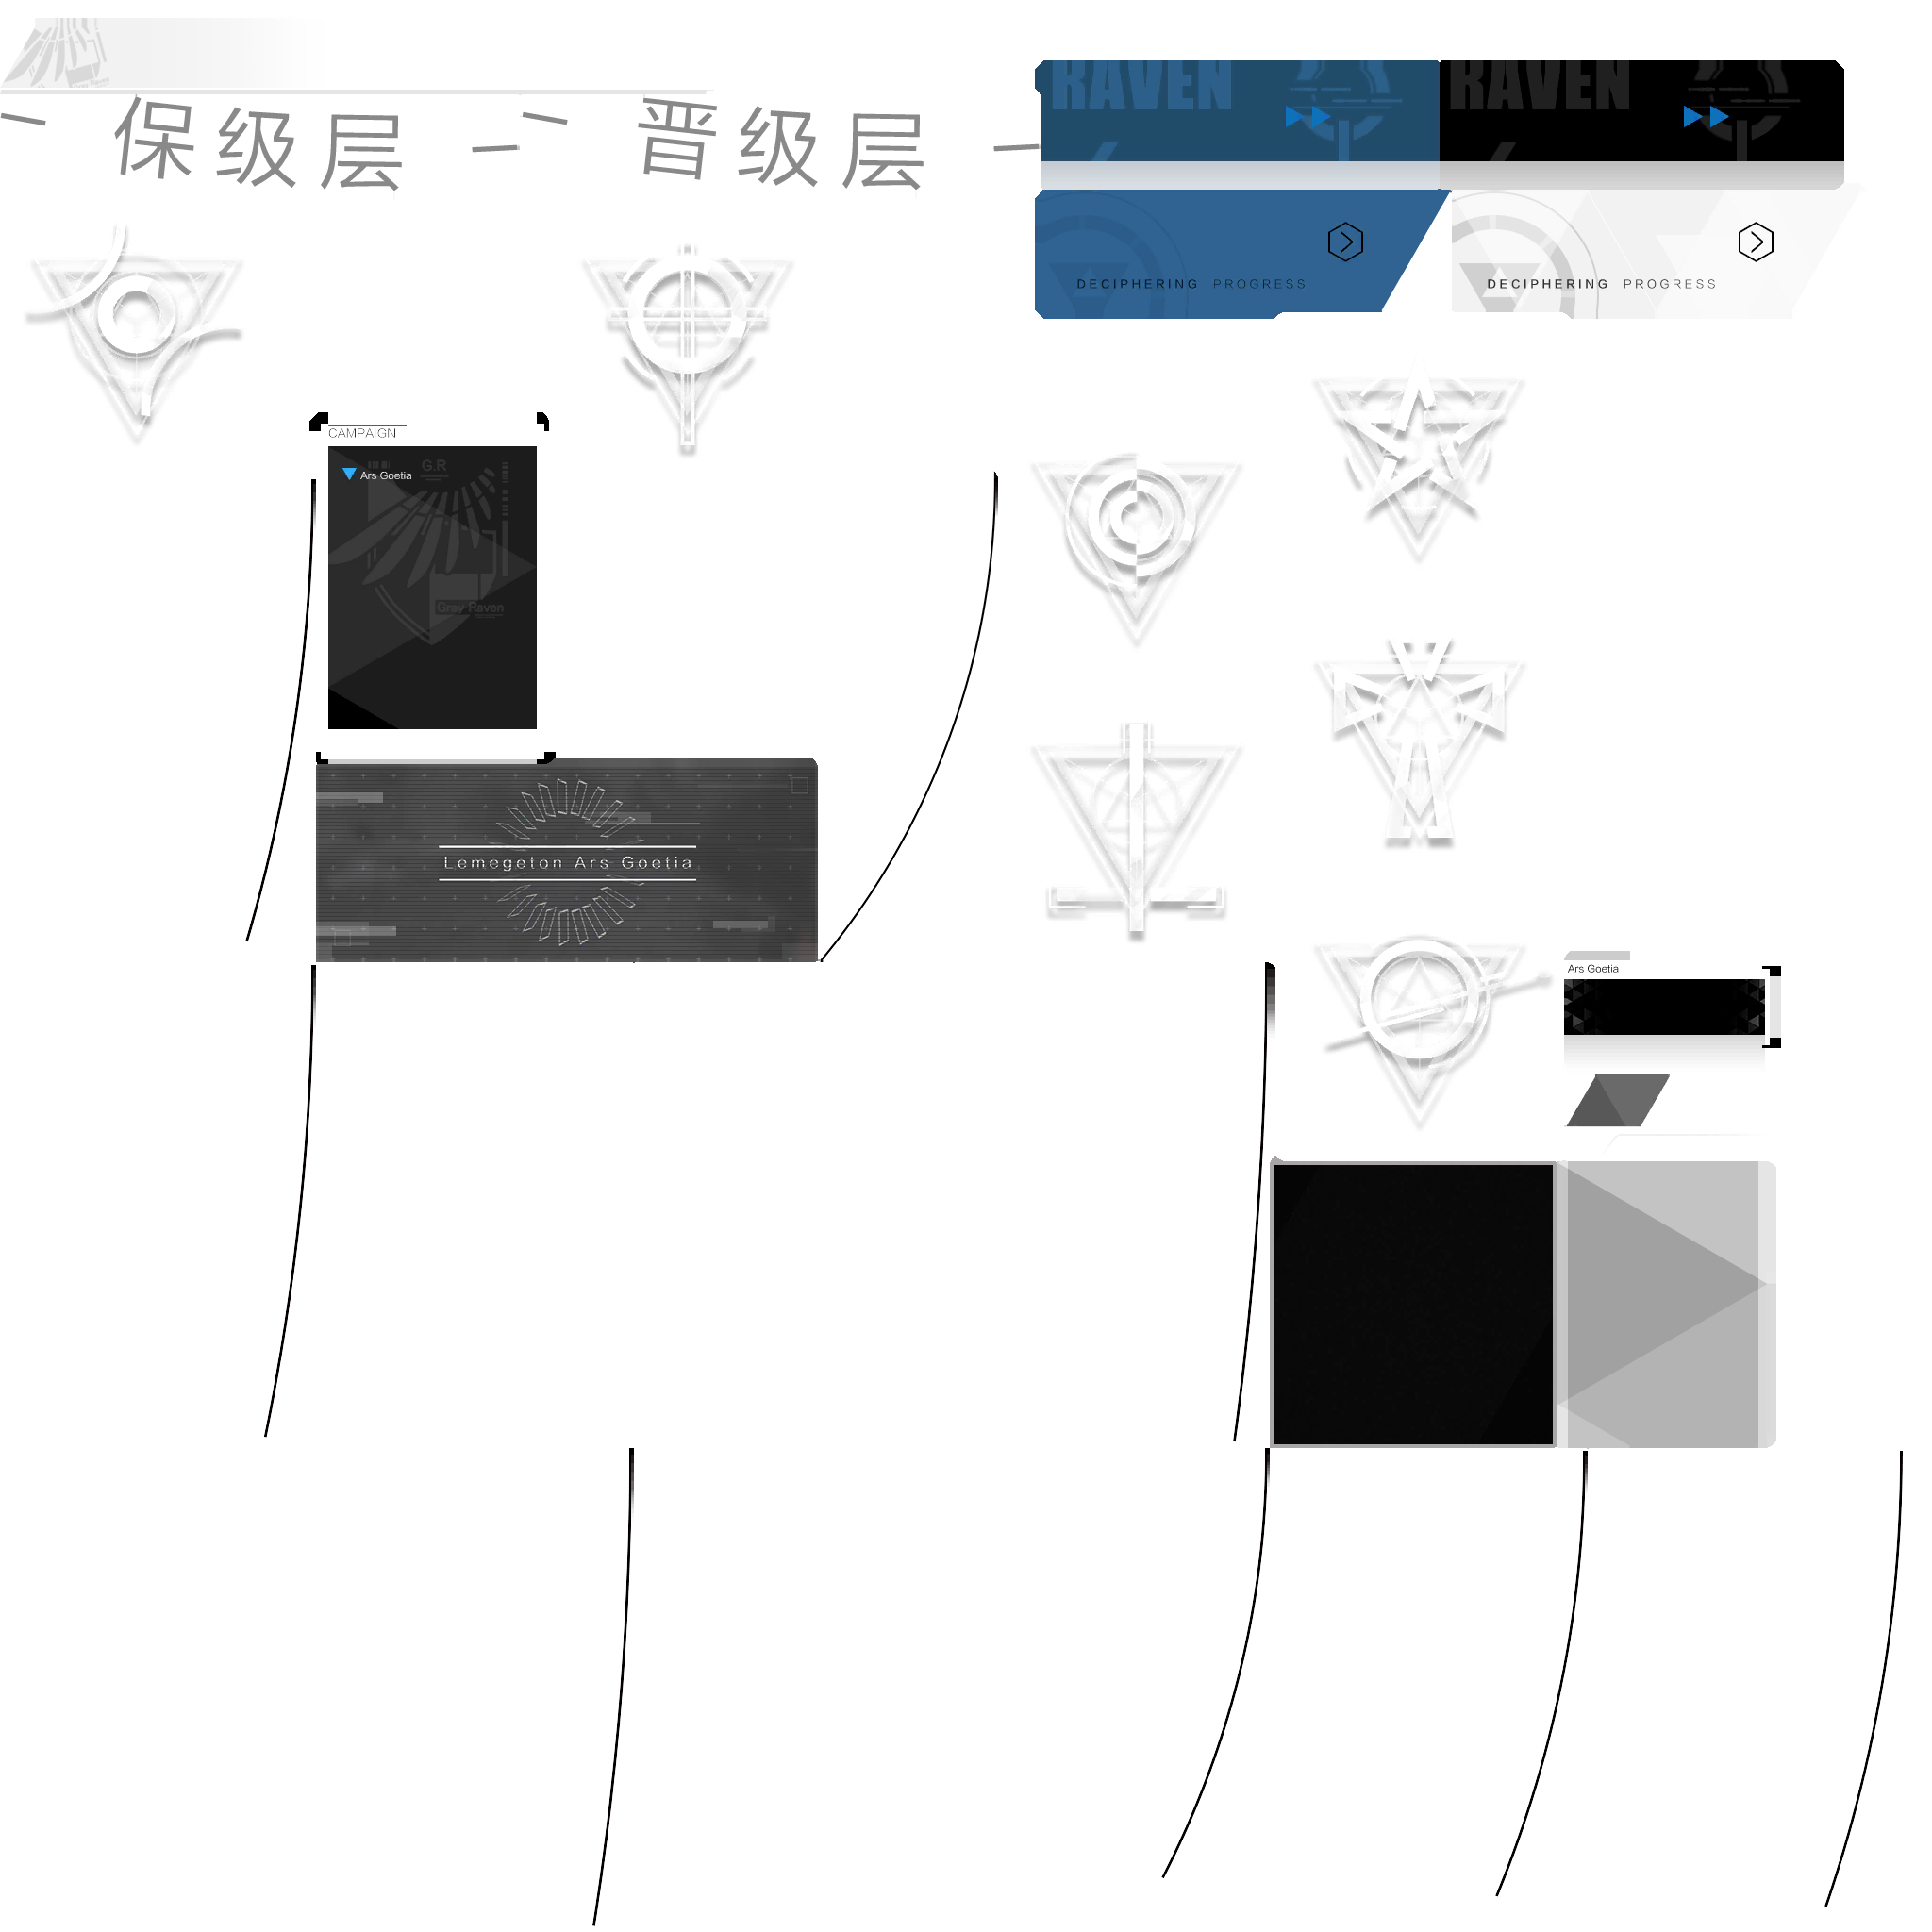 保级层
晋级层
RAVEN
RAVEN
DECIPHERING PROGRESS
DECIPHERING PROGRESS
CAMPAIGN
Ars Goetia
G.R
Gray Raven
Lemegeton Ars Goetia
Ars Goetia